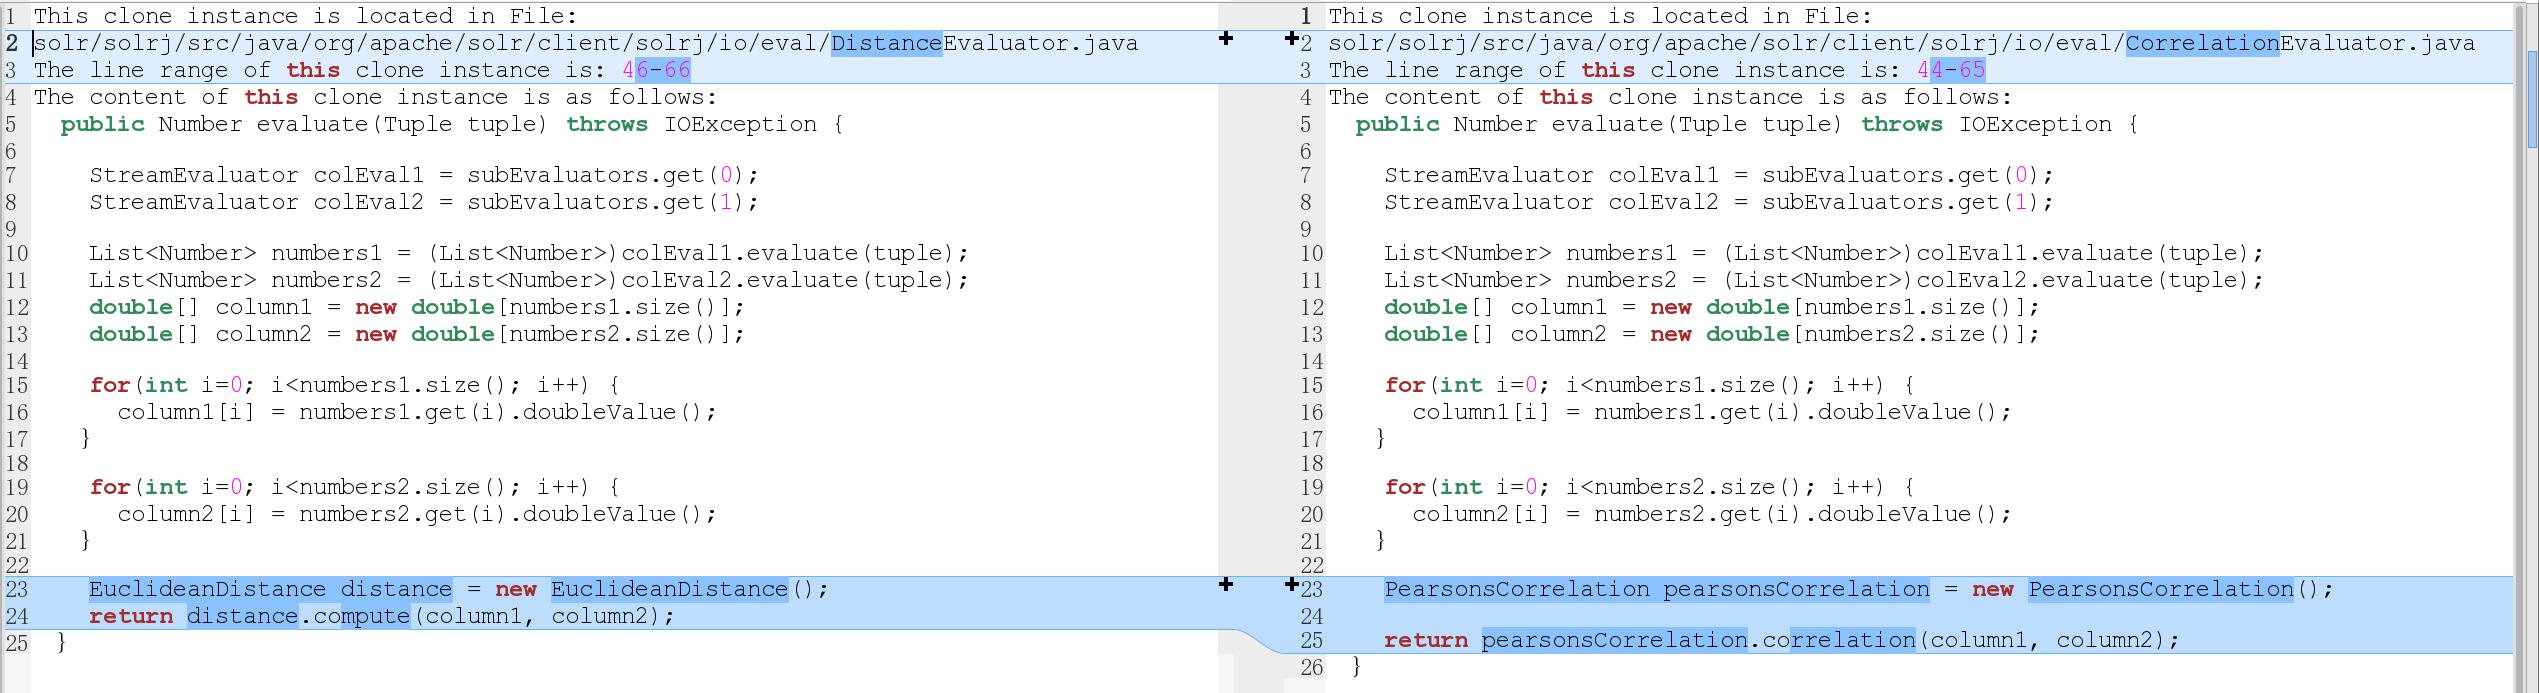 1 This clone instance is located in File:
2 solr/solrj/src/java/org/apache/solr/client/solrj/io/eval/DistanceEvaluator.java
3 The line range of this clone instance is: 46-66
4 The content of this clone instance is as follows:
5   public Number evaluate(Tuple tuple) throws IOException {
6
7     StreamEvaluator colEval1 = subEvaluators.get(0);
8     StreamEvaluator colEval2 = subEvaluators.get(1);
9
10     List<Number> numbers1 = (List<Number>)colEval1.evaluate(tuple);
11     List<Number> numbers2 = (List<Number>)colEval2.evaluate(tuple);
12     double[] column1 = new double[numbers1.size()];
13     double[] column2 = new double[numbers2.size()];
14
15     for(int i=0; i<numbers1.size(); i++) {
16       column1[i] = numbers1.get(i).doubleValue();
17     }
18
19     for(int i=0; i<numbers2.size(); i++) {
20       column2[i] = numbers2.get(i).doubleValue();
21     }
22
23     EuclideanDistance distance = new EuclideanDistance();
24     return distance.compute(column1, column2);
25   }
1 This clone instance is located in File:
2 solr/solrj/src/java/org/apache/solr/client/solrj/io/eval/CorrelationEvaluator.java
3 The line range of this clone instance is: 44-65
4 The content of this clone instance is as follows:
5   public Number evaluate(Tuple tuple) throws IOException {
6
7     StreamEvaluator colEval1 = subEvaluators.get(0);
8     StreamEvaluator colEval2 = subEvaluators.get(1);
9
10     List<Number> numbers1 = (List<Number>)colEval1.evaluate(tuple);
11     List<Number> numbers2 = (List<Number>)colEval2.evaluate(tuple);
12     double[] column1 = new double[numbers1.size()];
13     double[] column2 = new double[numbers2.size()];
14
15     for(int i=0; i<numbers1.size(); i++) {
16       column1[i] = numbers1.get(i).doubleValue();
17     }
18
19     for(int i=0; i<numbers2.size(); i++) {
20       column2[i] = numbers2.get(i).doubleValue();
21     }
22
23     PearsonsCorrelation pearsonsCorrelation = new PearsonsCorrelation();
24
25     return pearsonsCorrelation.correlation(column1, column2);
26   }